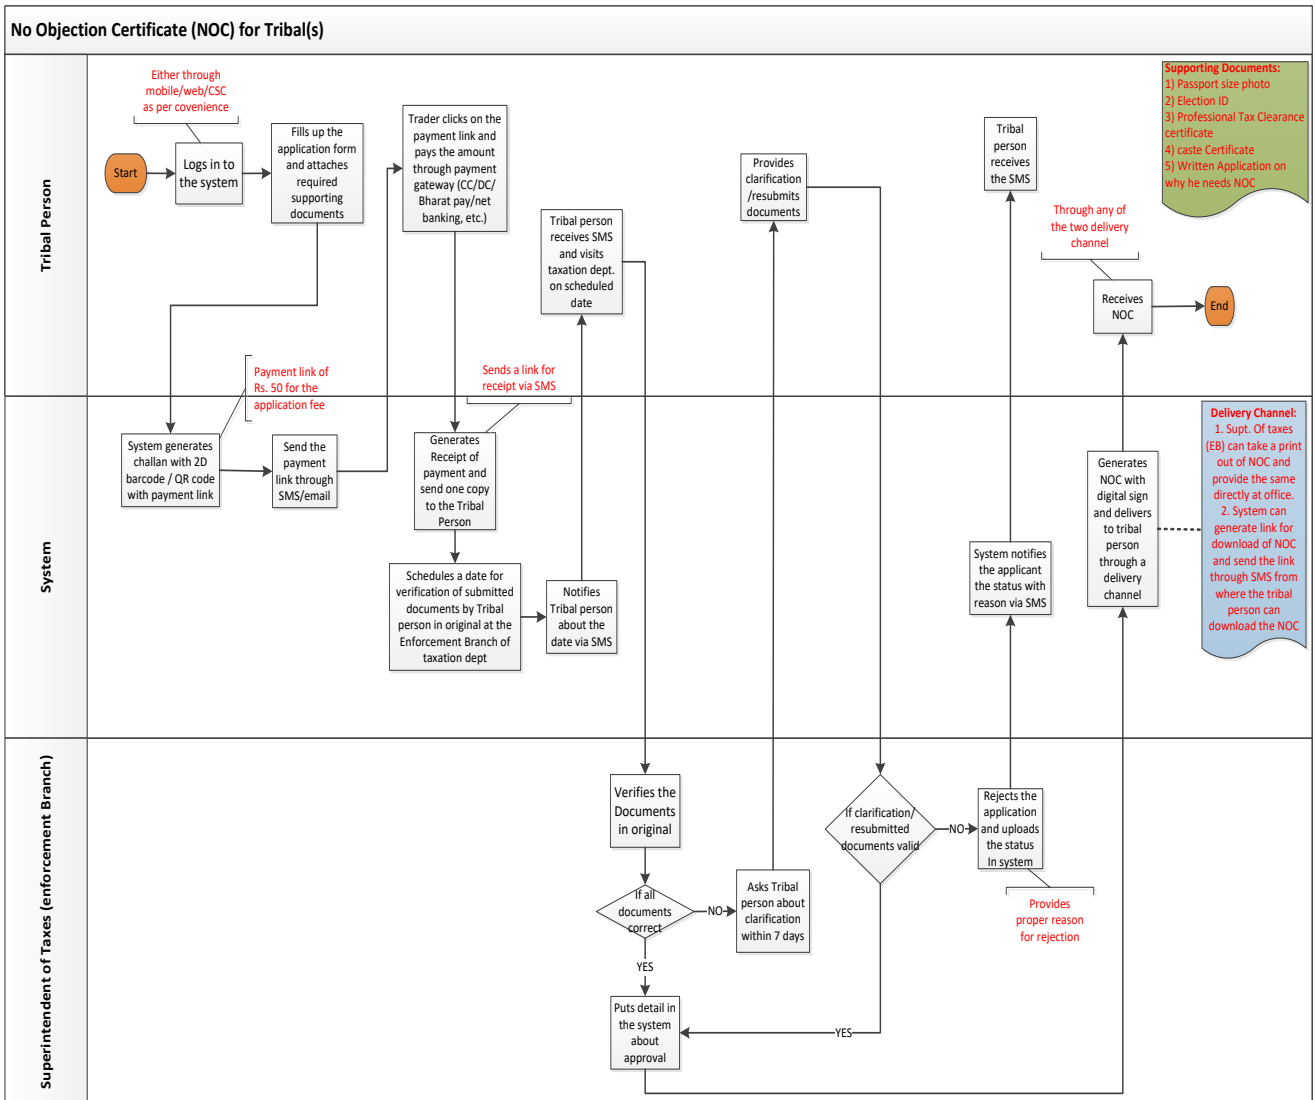 No Objection Certificate (NOC) for Tribal(s)
Tribal Person
Either through
mobile/web/CSC
as per covenience
Start
Logs in to
the system
Fills up the
application form
and attaches
required
supporting
documents
Trader clicks on the
payment link and
pays the amount
through payment
gateway (CC/DC/
Bharat pay/net
banking, etc.)
Tribal person
receives SMS
and visits
taxation dept.
on scheduled
date
Provides
clarification
/resubmits
documents
Tribal
person
receives
the SMS
Through any of
the two delivery
channel
Receives
NOC
End
Supporting Documents:
1) Passport size photo
2) Election ID
3) Professional Tax Clearance
certificate
4) caste Certificate
5) Written Application on
why he needs NOC
System
Payment link of
Rs. 50 for the
application fee
System generates
challan with 2D
barcode / QR code
with payment link
Send the
payment
link through
SMS/email
Sends a link for
receipt via SMS
Generates
Receipt of
payment and
send one copy
to the Tribal
Person
Schedules a date for
verification of submitted
documents by Tribal
person in original at the
Enforcement Branch of
taxation dept
Notifies
Tribal person
about the
date via SMS
System notifies
the applicant
the status with
reason via SMS
Generates
NOC with
digital sign
and delivers
to tribal
person
through a
delivery
channel
Delivery Channel:
1. Supt. Of taxes
(EB) can take a print
out of NOC and
provide the same
directly at office.
2. System can
generate link for
download of NOC
and send the link
through SMS from
where the tribal
person can
download the NOC
Superintendent of Taxes (enforcement Branch)
Verifies the
Documents
in original
If all
documents
correct
NO
Asks Tribal
person about
clarification
within 7 days
YES
Puts detail in
the system
about
approval
If clarification/
resubmitted
documents valid
NO
YES
Rejects the
application
and uploads
the status
In system
Provides
proper reason
for rejection